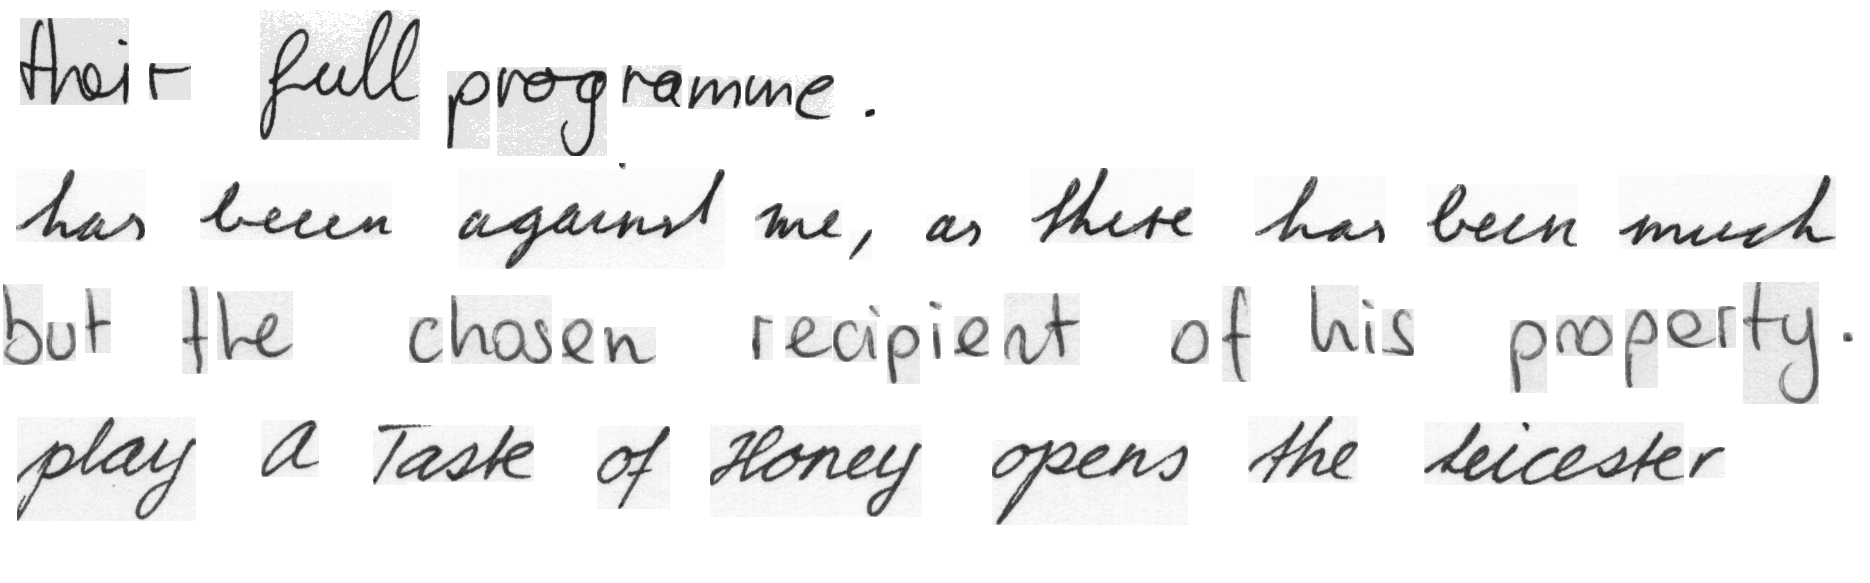 their full programme.
has been against me, as there has been much
but the chosen recipient of his property.
play a Taste of Honey opens the Leicester